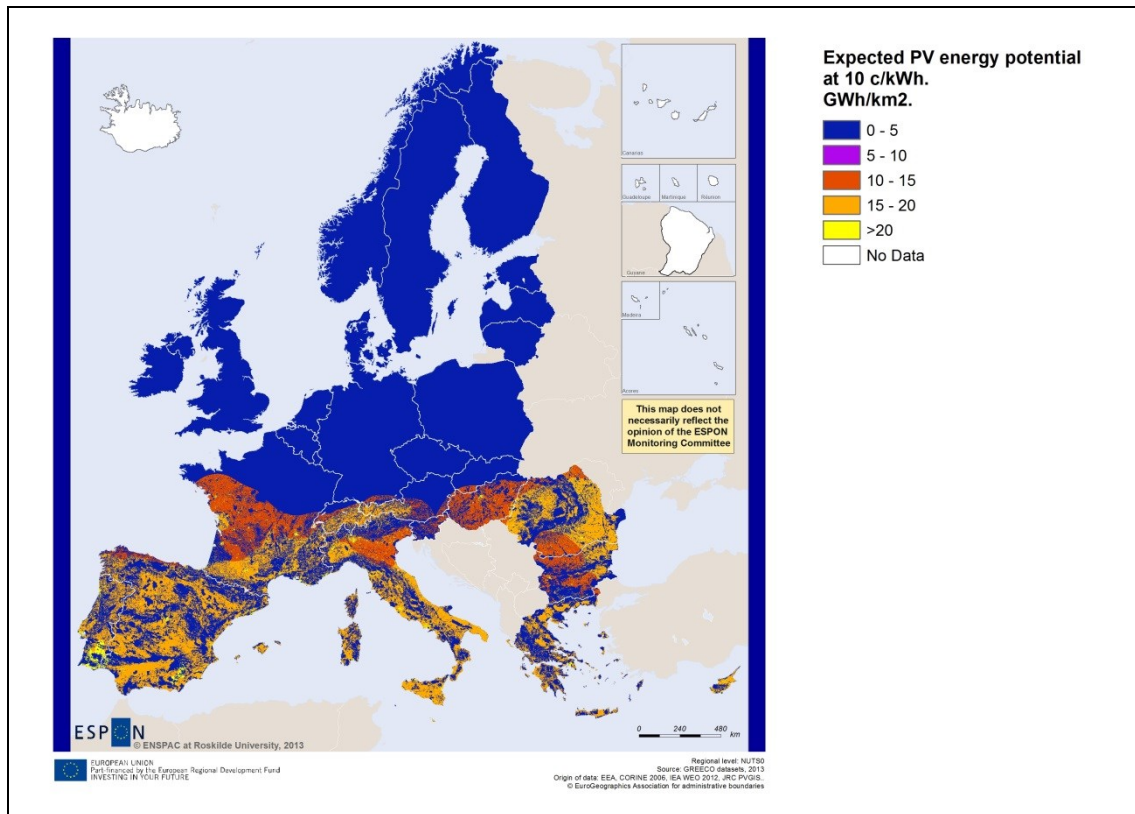 Expected PV energy potential
at 10 c/kWh.
GWh/km2.
0 - 5
5 - 10
10 - 15
15 - 20
>20
No Data
Canarias
Guadeloupe
Martinique
Réunion
Guyane
Madeira
Acores
This map does not
necessarily reflect the
opinion of the ESPON
Monitoring Committee
ESPON
© ENSPAC at Roskilde University, 2013
0 240 480
km
EUROPEAN UNION
Part-financed by the European Regional Development Fund
INVESTING IN YOUR FUTURE
Regional level: NUTS0
Source: GREECO datasets, 2013
Origin of data: EEA, CORINE 2006, IEA WEO 2012, JRC PVGIS.
© EuroGeographics Association for administrative boundaries